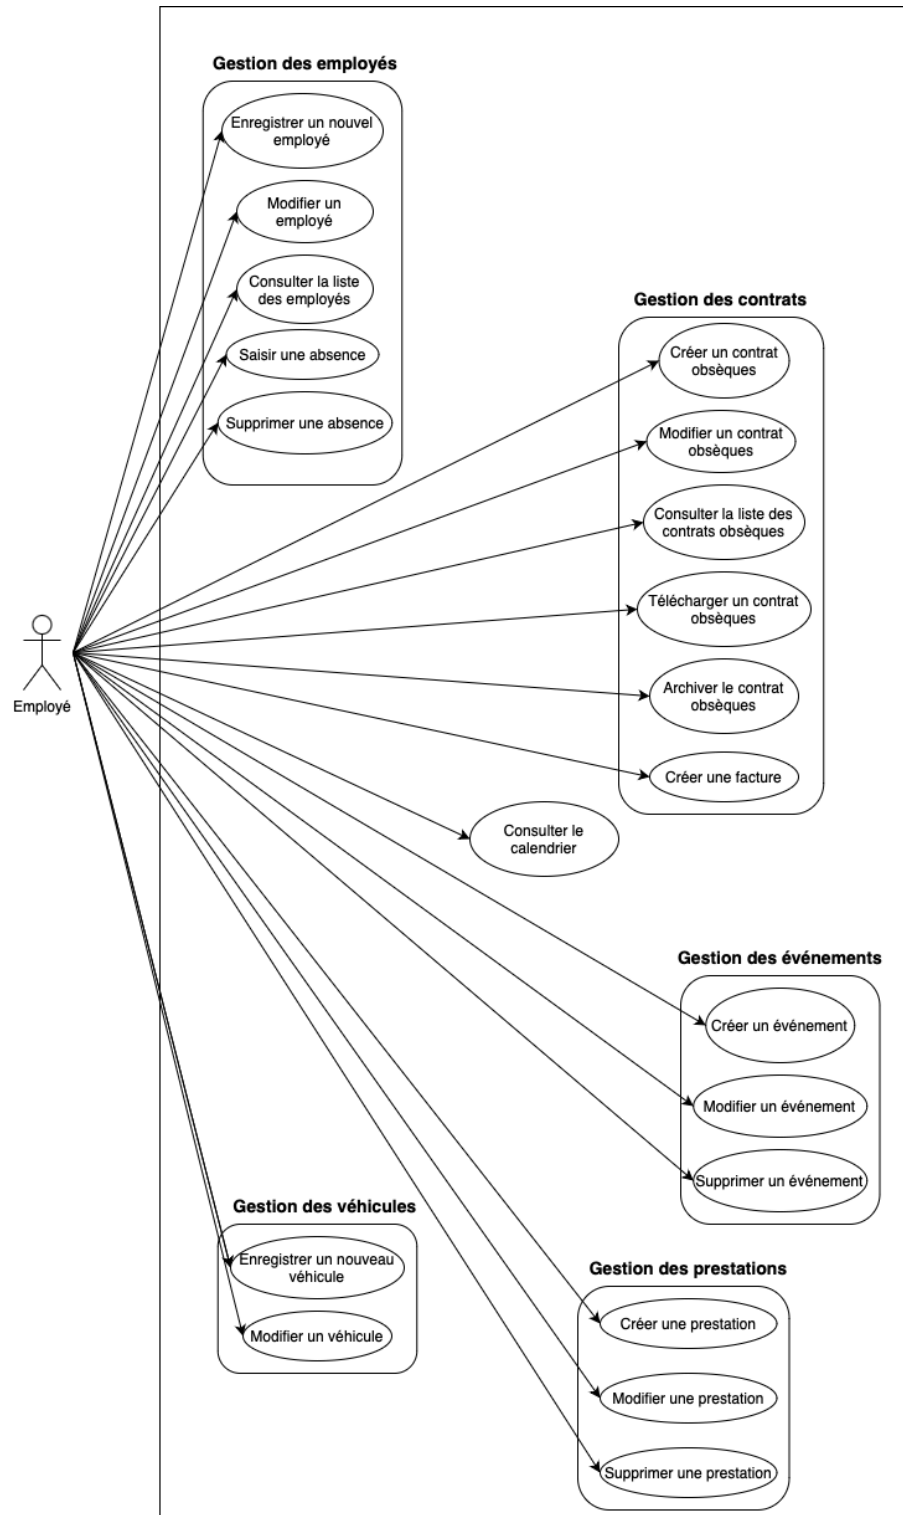 Gestion des employés
Enregistrer un nouvel
employé
Modifier un
employé
Consulter la liste
des employés
Saisir une absence
Supprimer une absence
Gestion des contrats
Créer un contrat
obsèques
Modifier un contrat
obsèques
Consulter la liste des
contrats obsèques
Télécharger un contrat
obsèques
Archiver le contrat
obsèques
Créer une facture
Employé
Consulter le
calendrier
Gestion des événements
Créer un événement
Modifier un événement
Supprimer un événement
Gestion des véhicules
Enregistrer un nouveau
véhicule
Modifier un véhicule
Gestion des prestations
Créer une prestation
Modifier une prestation
Supprimer une prestation